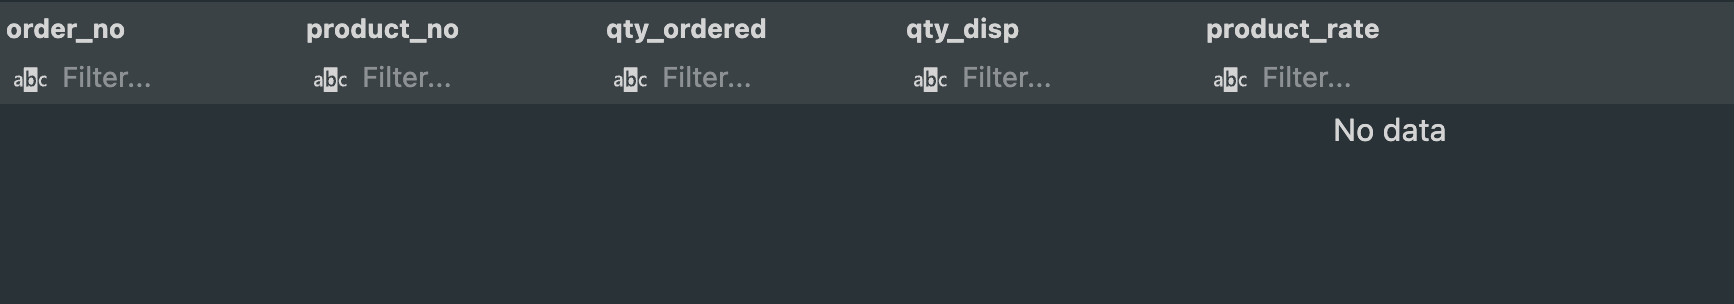 order_no product_no qty_ordered qty_disp product_rate
abc Filter... abc Filter... abc Filter... abc Filter... abc Filter...
No data